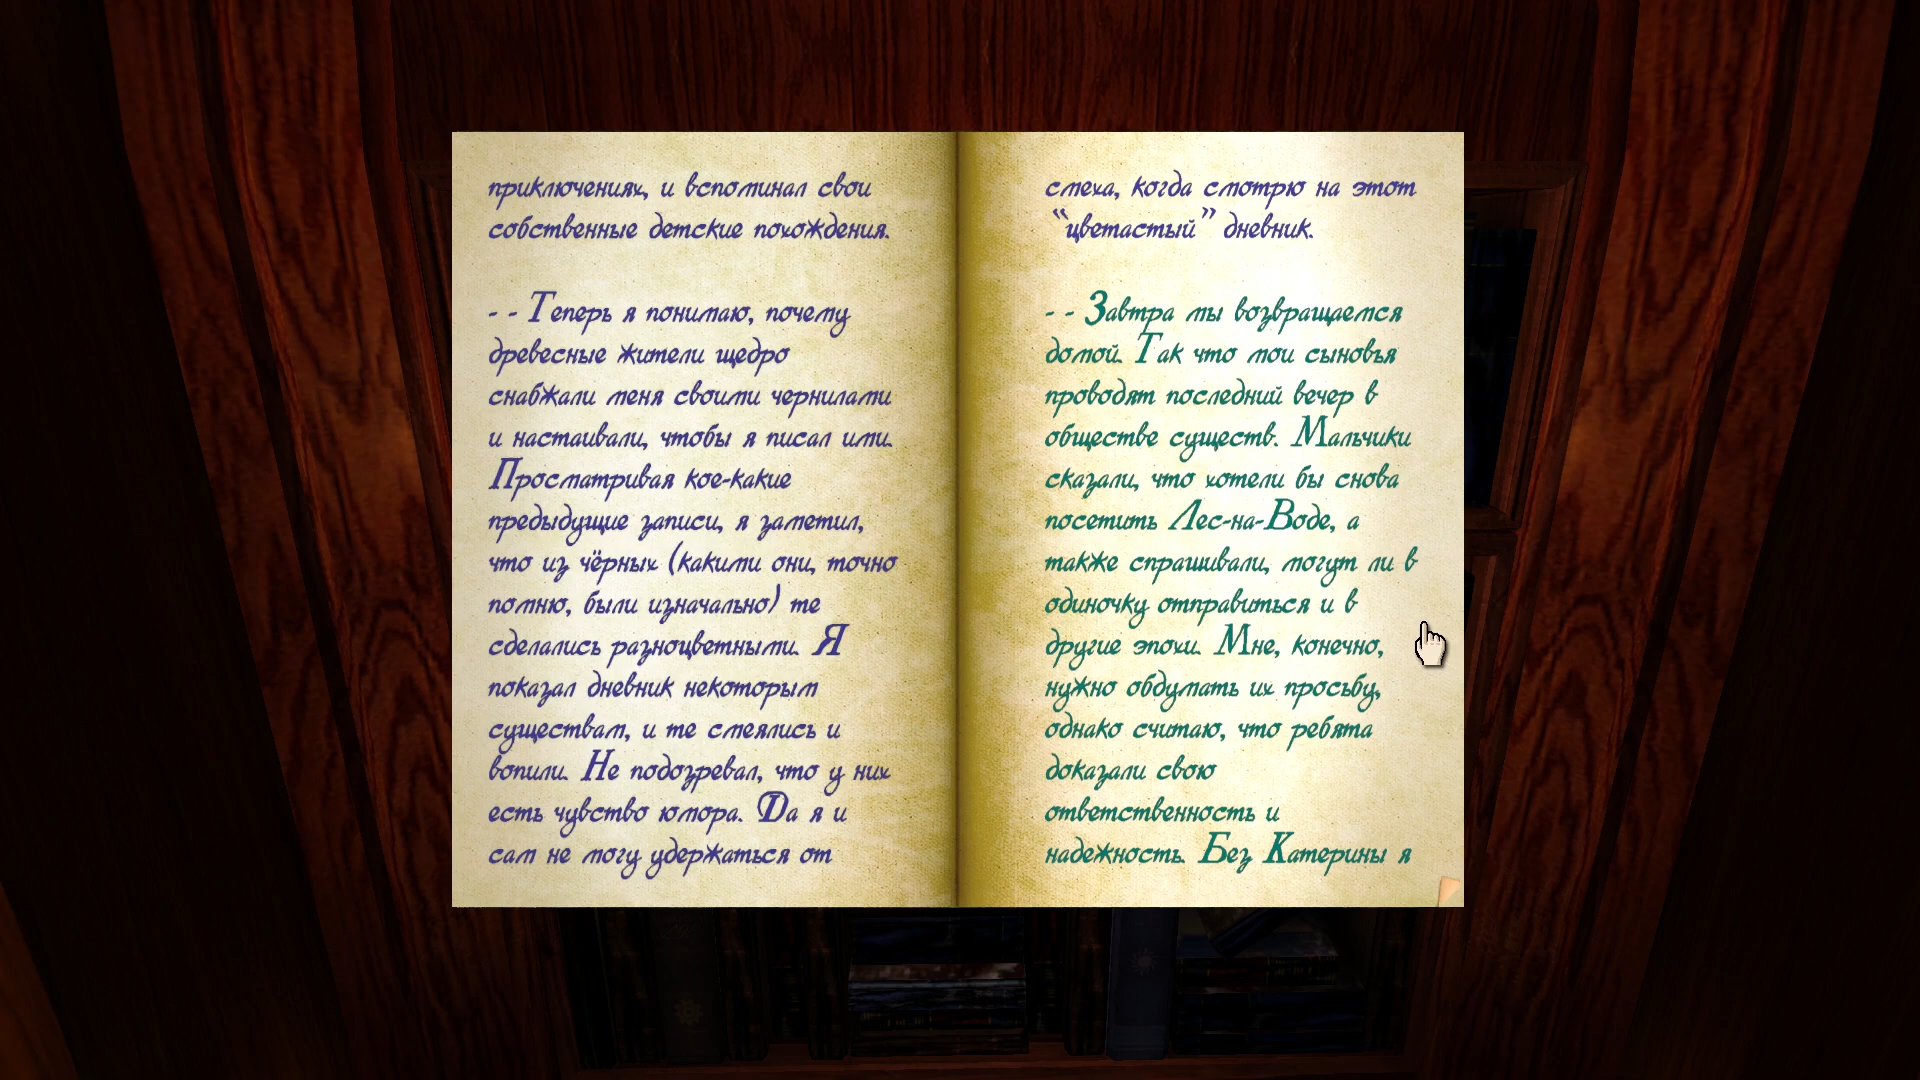 приключениях, и вспоминал свои
собственные детские похождения.
- - Теперь я понимаю, почему
древесные жители щедро
снабжали меня своими чернилами
и настаивали, чтобы я писал ими.
Просматривая кое-какие
предыдущие записи, я заметил,
что из чёрных (какими они, точно
помню, были изначально) те
сделались разноцветными. Я
показал дневник некоторым
существам, и те смеялись и
вопили. Не подозревал, что у них
есть чувство юмора. Да я и
сам не могу удержаться от
смеха, когда смотрю на этот
“цветастый” дневник.
- - Завтра мы возвращаемся
домой. Так что мои сыновья
проводят последний вечер в
обществе существ. Мальчики
сказали, что хотели бы снова
посетить Лес-на-Воде, а
также спрашивали, могут ли в
одиночку отправиться и в
другие эпохи. Мне, конечно,
нужно обдумать их просьбу,
однако считаю, что ребята
доказали свою
ответственность и
надежность. Без Катерины я